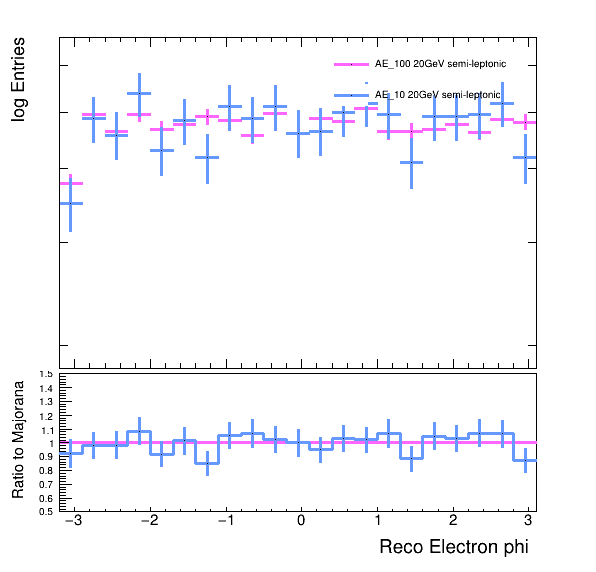 log Entries
AE_100 20GeV semi-leptonic
AE_10 20GeV semi-leptonic
Ratio to Majorana
1.5
1.4
1.3
1.2
1.1
1
0.9
0.8
0.7
0.6
0.5
−3 −2 −1 0 1 2 3
Reco Electron phi